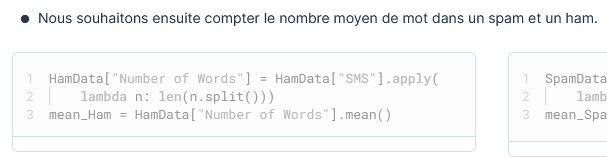 ● Nous souhaitons ensuite compter le nombre moyen de mot dans un spam et un ham.
1 HamData["Number of Words"] = HamData["SMS"].apply(
2 lambda n: len(n.split()))
3 mean_Ham = HamData["Number of Words"].mean()
1 SpamData
2 lamb
3 mean_Spa